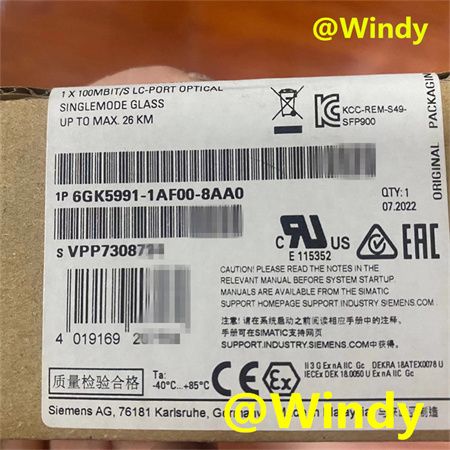 @Windy
1 X 100MBIT/S LC-PORT OPTICAL
SINGLEMODE GLASS
UP TO MAX. 26 KM
KCC-REM-S49-
SFP900
ORIGINAL PACKAGING
1P 6GK5991-1AF00-8AA0
QTY: 1
07.2022
S VPP73087
C UL US
E 115352
EAC
CAUTION! PLEASE READ THE NOTES IN THE
RELEVANT MANUAL BEFORE SYSTEM STARTUP.
MANUALS ARE AVAILABLE FROM THE SIMATIC
SUPPORT HOMEPAGE SUPPORT.INDUSTRY.SIEMENS.COM
注意! 请在系统启动之前阅读相应手册中的注释.
手册可在SIMATIC支持网页
SUPPORT.INDUSTRY.SIEMENS.COM.
4 019169 20
质量检验合格
Ta:
-40°C...+85°C
CE
Ex
II 3 G Ex nA IIC Gc DEKRA 18ATEX0078 U
IECEx DEK 18.0050 U Ex nA IIC Gc
Siemens AG, 76181 Karlsruhe, Germany
@Windy